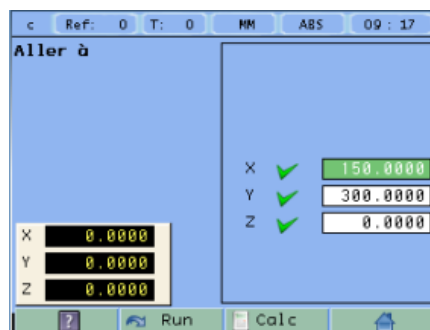 c Ref: 0 T: 0 MM ABS 09 : 17
Aller à
X 150.0000
Y 300.0000
Z 0.0000
X 0.0000
Y 0.0000
Z 0.0000
? Run Calc